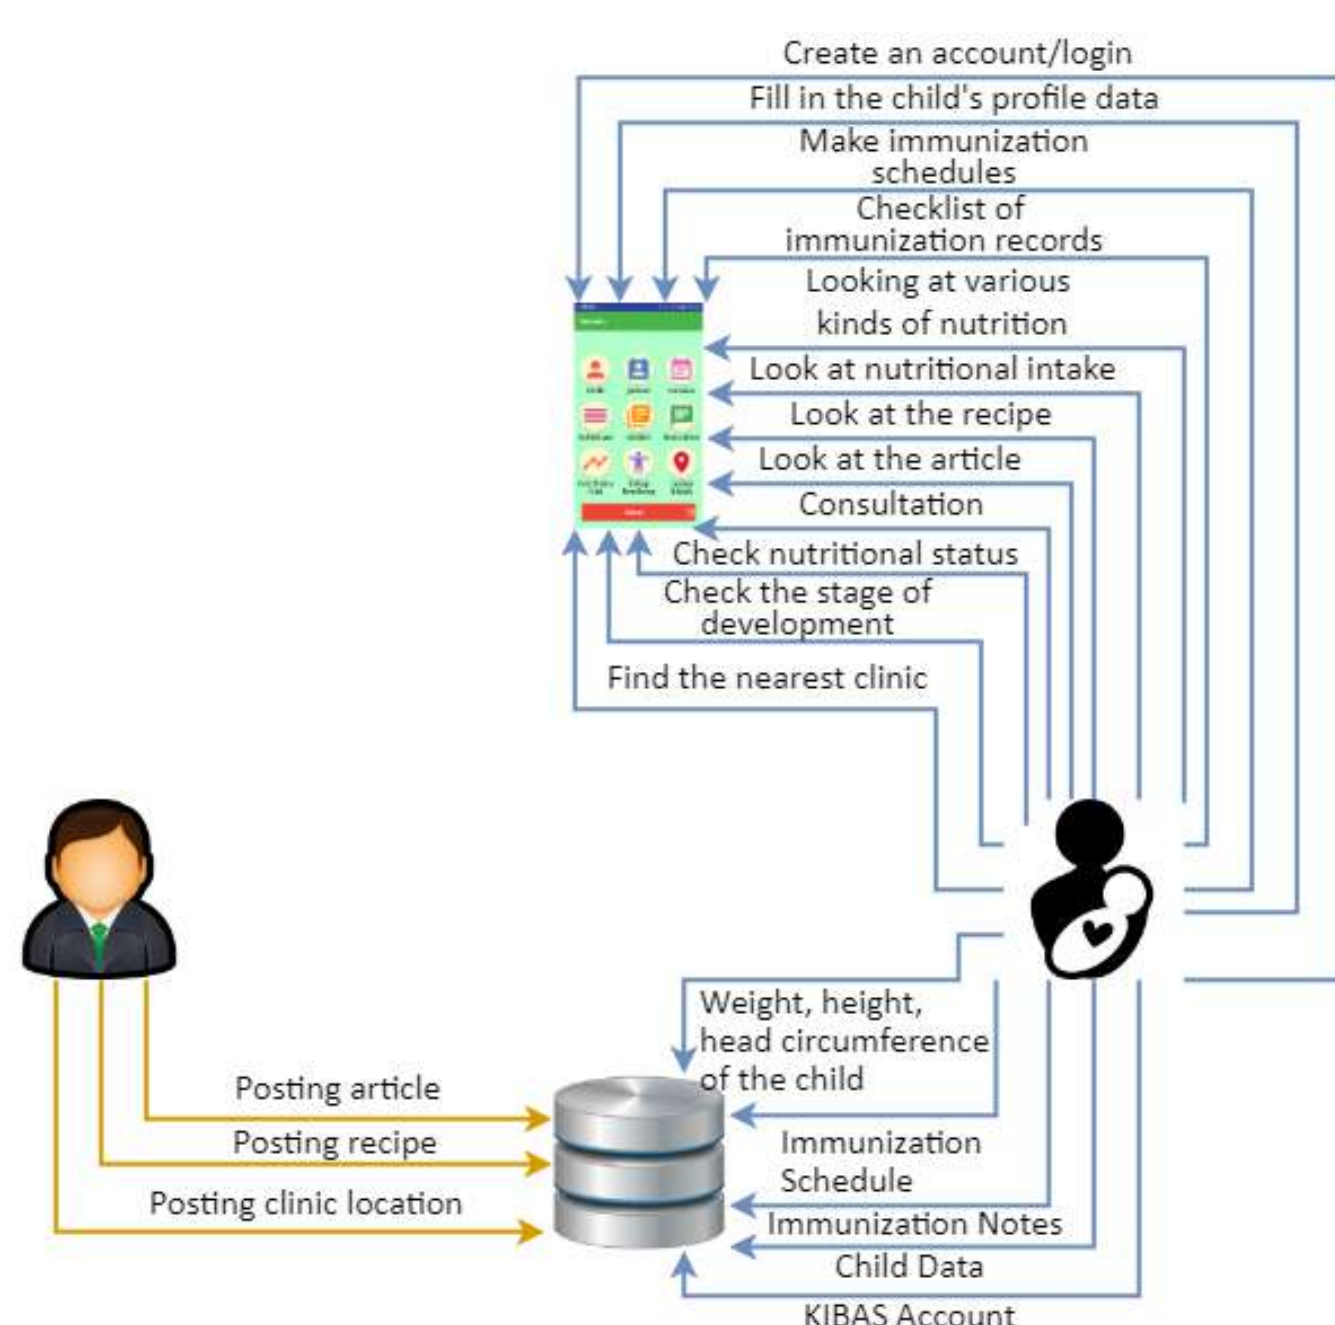 Create an account/login
Fill in the child's profile data
Make immunization
schedules
Checklist of
immunization records
Looking at various
kinds of nutrition
Look at nutritional intake
Look at the recipe
Look at the article
Consultation
Check nutritional status
Check the stage of
development
Find the nearest clinic
Weight, height,
head circumference
of the child
Posting article
Posting recipe
Posting clinic location
Immunization
Schedule
Immunization Notes
Child Data
KIBAS Account